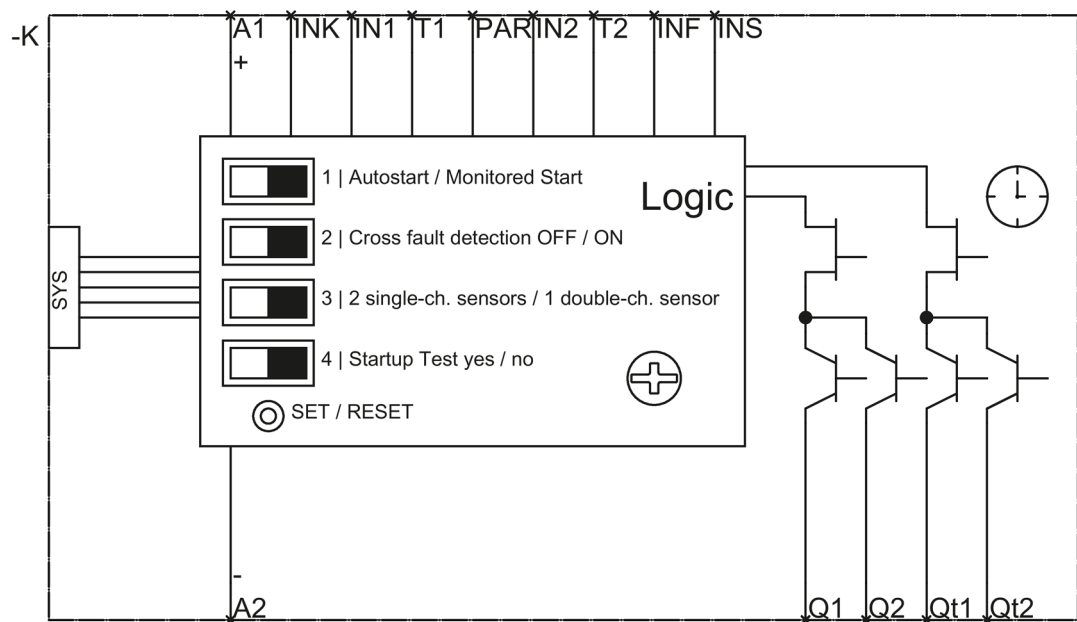 -K
A1 INK IN1 T1 PAR IN2 T2 INF INS
+
1 | Autostart / Monitored Start
Logic
2 | Cross fault detection OFF / ON
SYS
3 | 2 single-ch. sensors / 1 double-ch. sensor
4 | Startup Test yes / no
SET / RESET
-
A2 Q1 Q2 Qt1 Qt2